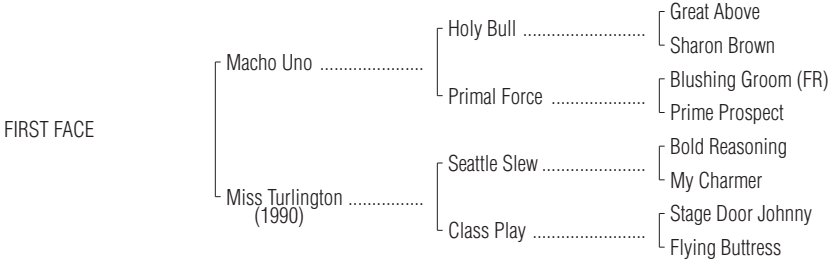 Great Above
Holy Bull ..........................
Sharon Brown
Macho Uno ......................
Blushing Groom (FR)
Primal Force ....................
Prime Prospect
FIRST FACE
Bold Reasoning
Seattle Slew ......................
My Charmer
Miss Turlington ................
(1990)
Stage Door Johnny
Class Play ........................
Flying Buttress